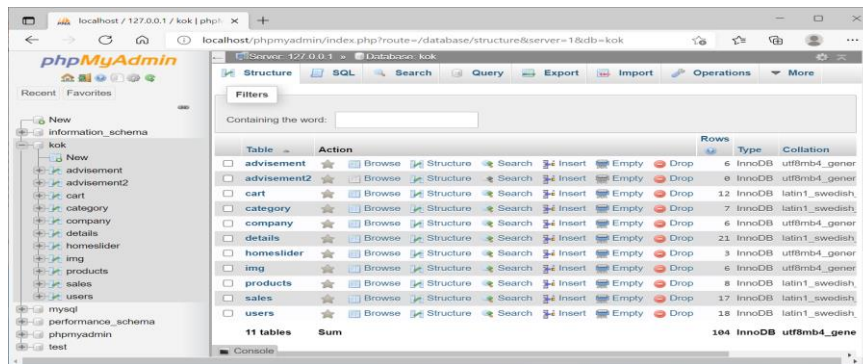 localhost / 127.0.0.1 / kok | phpM
localhost/phpmyadmin/index.php?route=/database/structure&server=1&db=kok
phpMyAdmin
Recent Favorites
New
information_schema
kok
New
advisement
advisement2
cart
category
company
details
homeslider
img
products
sales
users
mysql
performance_schema
phpmyadmin
test
Server: 127.0.0.1 » Database: kok
Structure SQL Search Query Export Import Operations More
Filters
Containing the word:
Table Action Rows Type Collation
advisement Browse Structure Search Insert Empty Drop 6 InnoDB utf8mb4_gener
advisement2 Browse Structure Search Insert Empty Drop 0 InnoDB utf8mb4_gener
cart Browse Structure Search Insert Empty Drop 12 InnoDB latin1_swedish_
category Browse Structure Search Insert Empty Drop 7 InnoDB latin1_swedish_
company Browse Structure Search Insert Empty Drop 6 InnoDB utf8mb4_gener
details Browse Structure Search Insert Empty Drop 21 InnoDB latin1_swedish_
homeslider Browse Structure Search Insert Empty Drop 3 InnoDB utf8mb4_gener
img Browse Structure Search Insert Empty Drop 6 InnoDB utf8mb4_gener
products Browse Structure Search Insert Empty Drop 8 InnoDB latin1_swedish_
sales Browse Structure Search Insert Empty Drop 17 InnoDB latin1_swedish_
users Browse Structure Search Insert Empty Drop 18 InnoDB latin1_swedish_
11 tables Sum 104 InnoDB utf8mb4_gene
Console